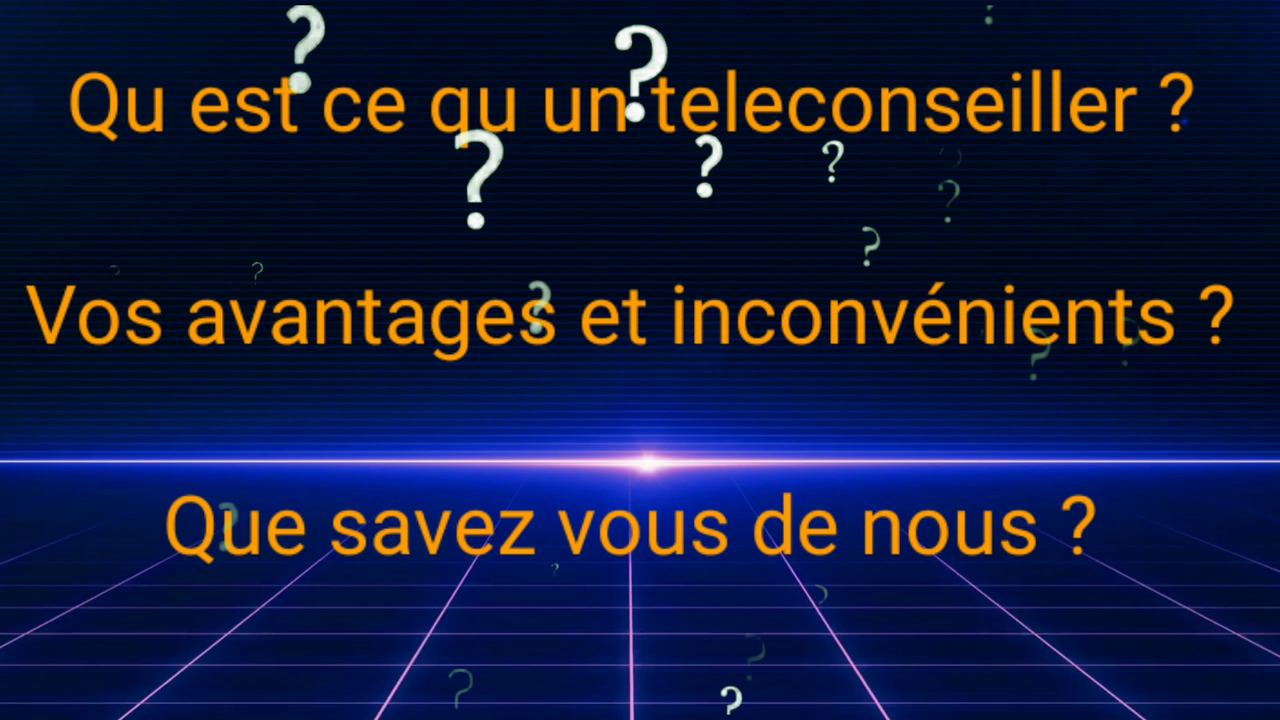 Qu est ce qu un teleconseiller ?
Vos avantages et inconvénients ?
Que savez vous de nous ?